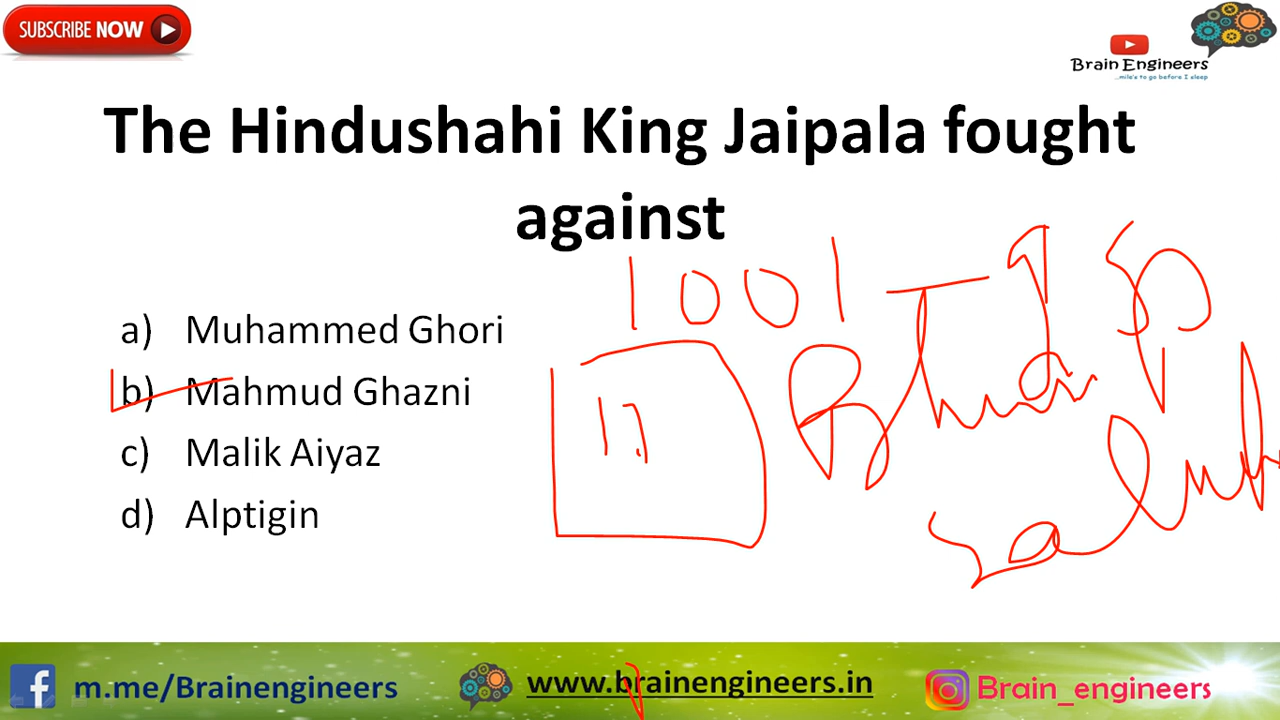 SUBSCRIBE NOW
Brain Engineers
...mile's to go before I sleep
The Hindushahi King Jaipala fought
against
1001
a) Muhammed Ghori
b) Mahmud Ghazni
c) Malik Aiyaz
d) Alptigin
17
m.me/Brainengineers
www.brainengineers.in
Brain_engineers